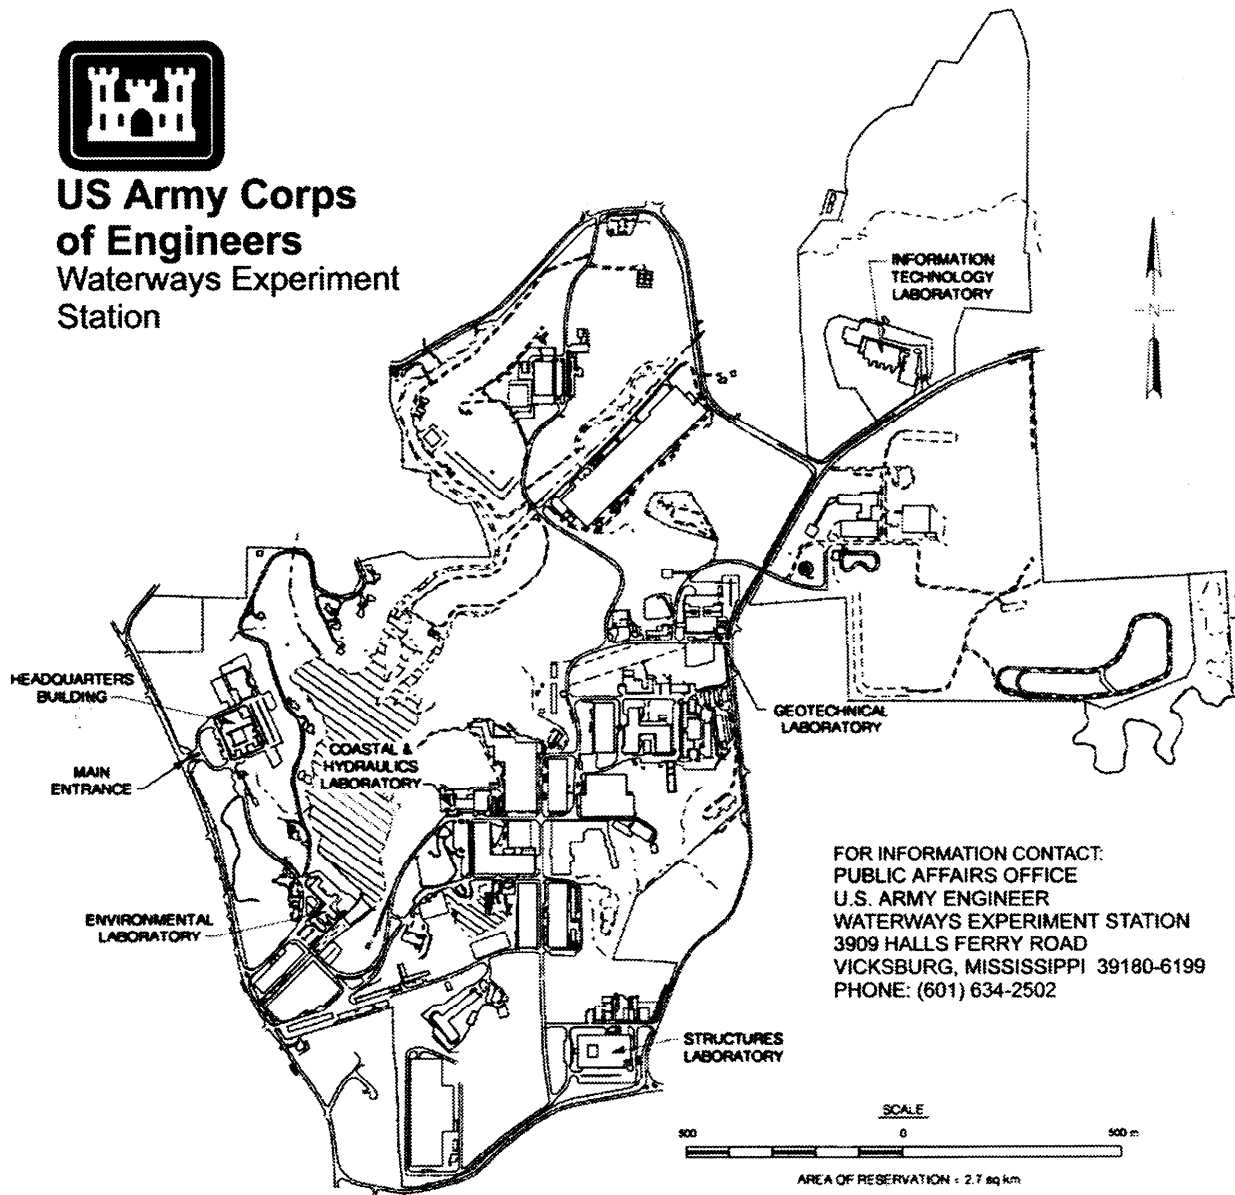 US Army Corps
of Engineers
Waterways Experiment
Station
INFORMATION
TECHNOLOGY
LABORATORY
N
HEADQUARTERS
BUILDING
MAIN
ENTRANCE
COASTAL &
HYDRAULICS
LABORATORY
GEOTECHNICAL
LABORATORY
ENVIRONMENTAL
LABORATORY
STRUCTURES
LABORATORY
FOR INFORMATION CONTACT:
PUBLIC AFFAIRS OFFICE
U.S. ARMY ENGINEER
WATERWAYS EXPERIMENT STATION
3909 HALLS FERRY ROAD
VICKSBURG, MISSISSIPPI 39180-6199
PHONE: (601) 634-2502
SCALE
500 0 500 m
AREA OF RESERVATION = 2.7 sq km